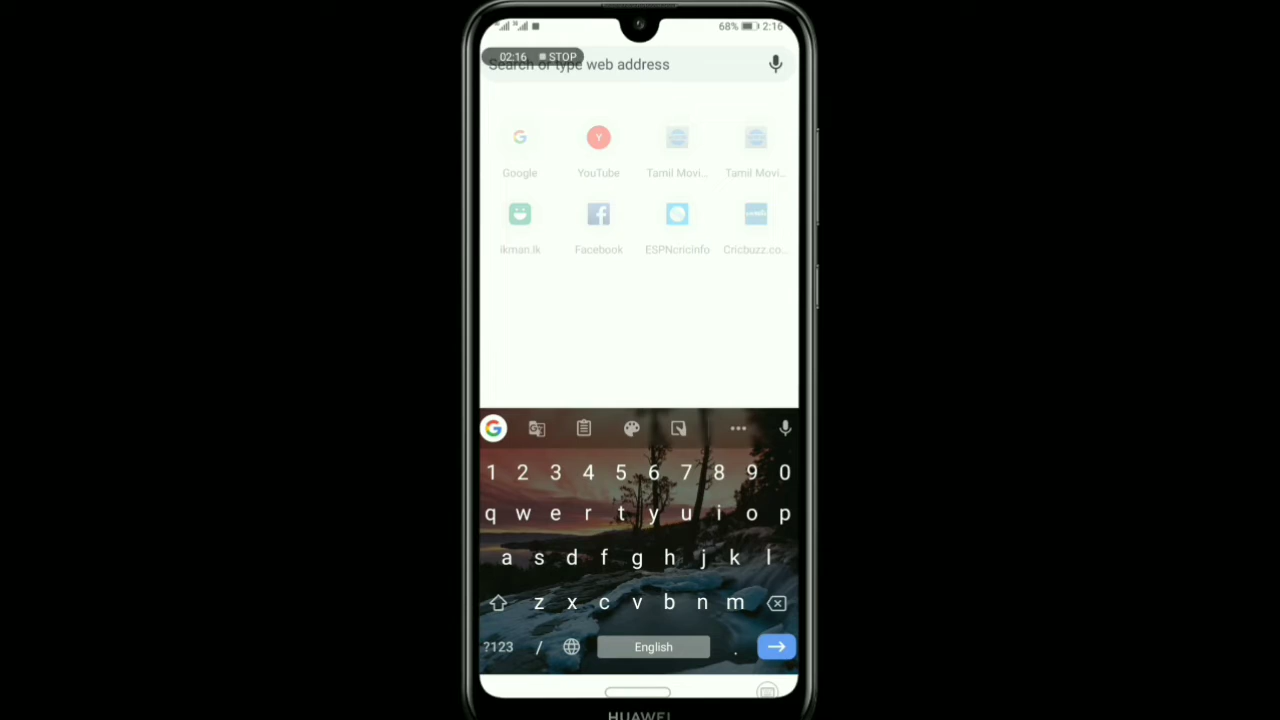 68% 2:16
02:16 STOP
Search or type web address
Google YouTube Tamil Movi... Tamil Movi...
ikman.lk Facebook ESPNcricinfo Cricbuzz.co...
1 2 3 4 5 6 7 8 9 0
q w e r t y u i o p
a s d f g h j k l
z x c v b n m
?123 / English .
HUAWEI